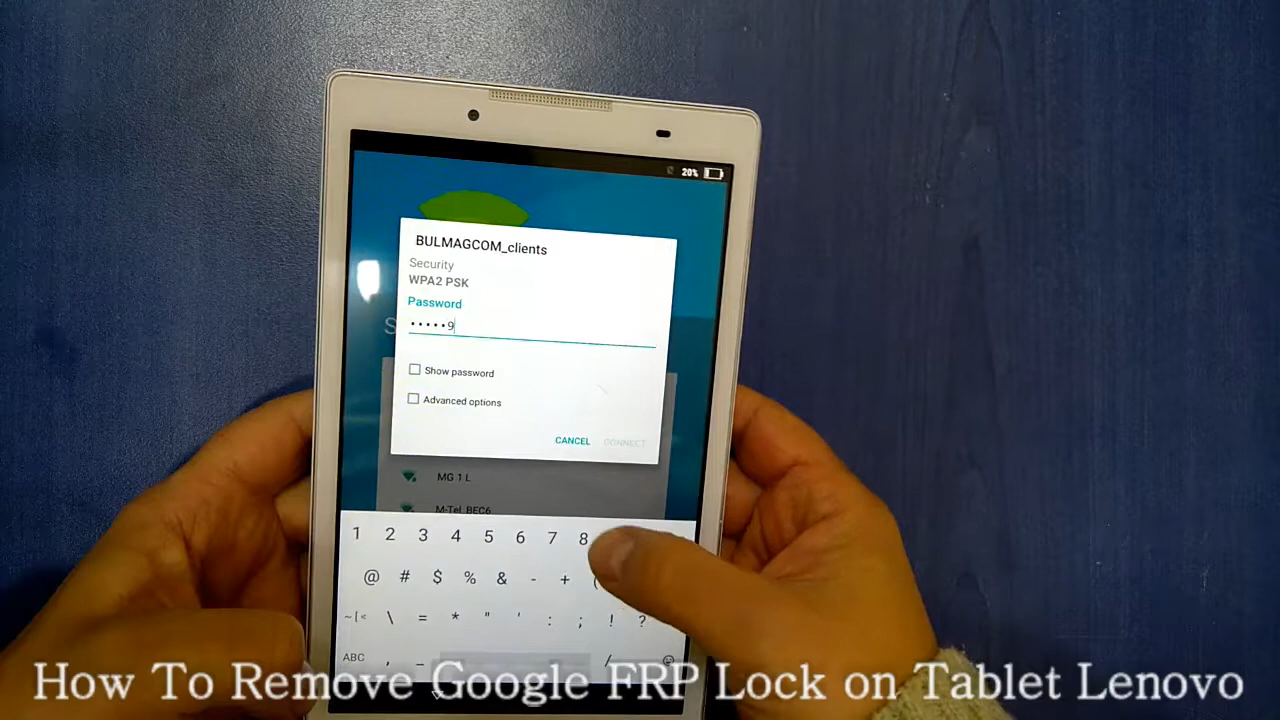 20%
BULMAGCOM_clients
Security
WPA2 PSK
Password
•••••9
Show password
Advanced options
CANCEL CONNECT
MG 1 L
M-Tel_BEC6
1 2 3 4 5 6 7 8
@ # $ % & - + (
~[< \ = * " ' : ; ! ?
ABC , _ /
How To Remove Google FRP Lock on Tablet Lenovo